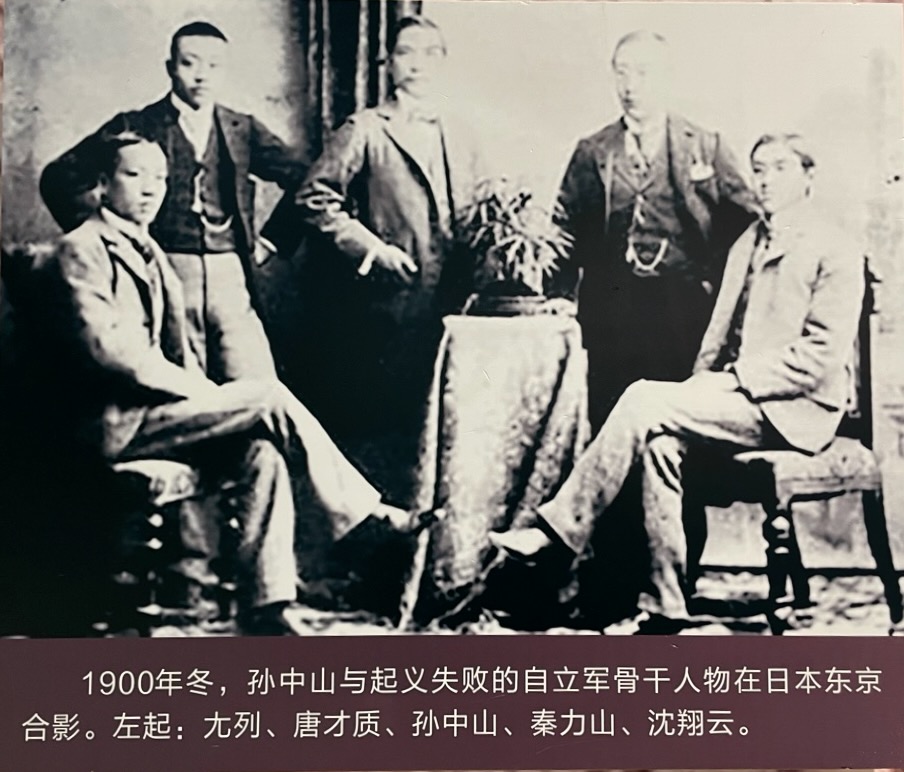 1900年冬，孙中山与起义失败的自立军骨干人物在日本东京
合影。左起：尢列、唐才质、孙中山、秦力山、沈翔云。